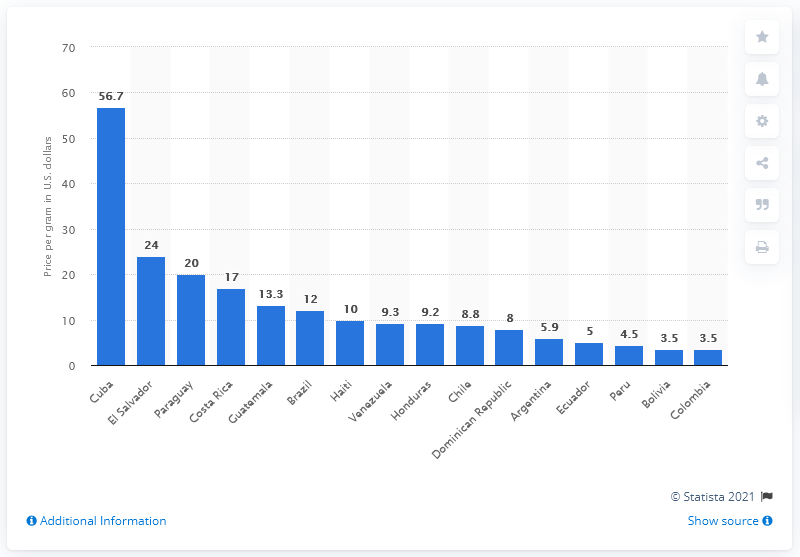 70
60
50
40
30
20
10
0
Price per gram in U.S. dollars
56.7
24
20
17
13.3
12
10
9.3
9.2
8.8
8
5.9
5
4.5
3.5
3.5
Cuba
El Salvador
Paraguay
Costa Rica
Guatemala
Brazil
Haiti
Venezuela
Honduras
Chile
Dominican Republic
Argentina
Ecuador
Peru
Bolivia
Colombia
© Statista 2021
Additional Information
Show source